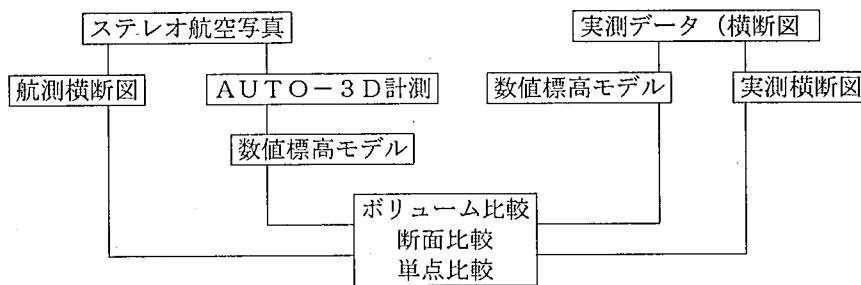 ステレオ航空写真
実測データ(横断図
航測横断図
AUTO-3D計測
数値標高モデル
実測横断図
数値標高モデル
ボリューム比較
断面比較
単点比較